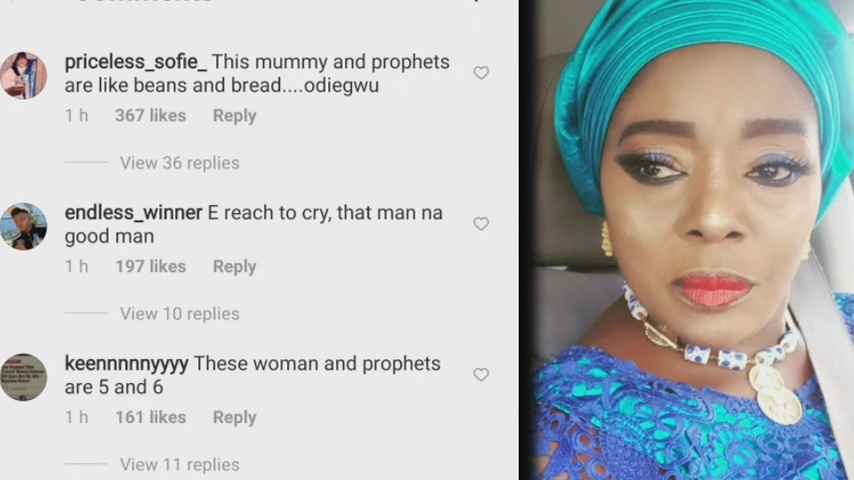 priceless_sofie_ This mummy and prophets
are like beans and bread....odiegwu
1 h 367 likes Reply
View 36 replies
endless_winner E reach to cry, that man na
good man
1 h 197 likes Reply
View 10 replies
keennnnnyyyy These woman and prophets
are 5 and 6
1 h 161 likes Reply
View 11 replies